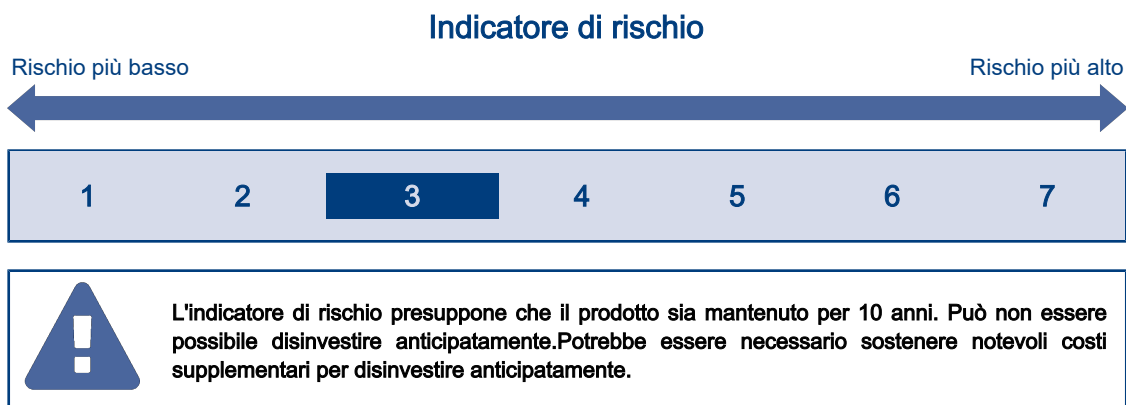 Indicatore di rischio
Rischio più basso
Rischio più alto
1 2 3 4 5 6 7
L'indicatore di rischio presuppone che il prodotto sia mantenuto per 10 anni. Può non essere
possibile disinvestire anticipatamente.Potrebbe essere necessario sostenere notevoli costi
supplementari per disinvestire anticipatamente.